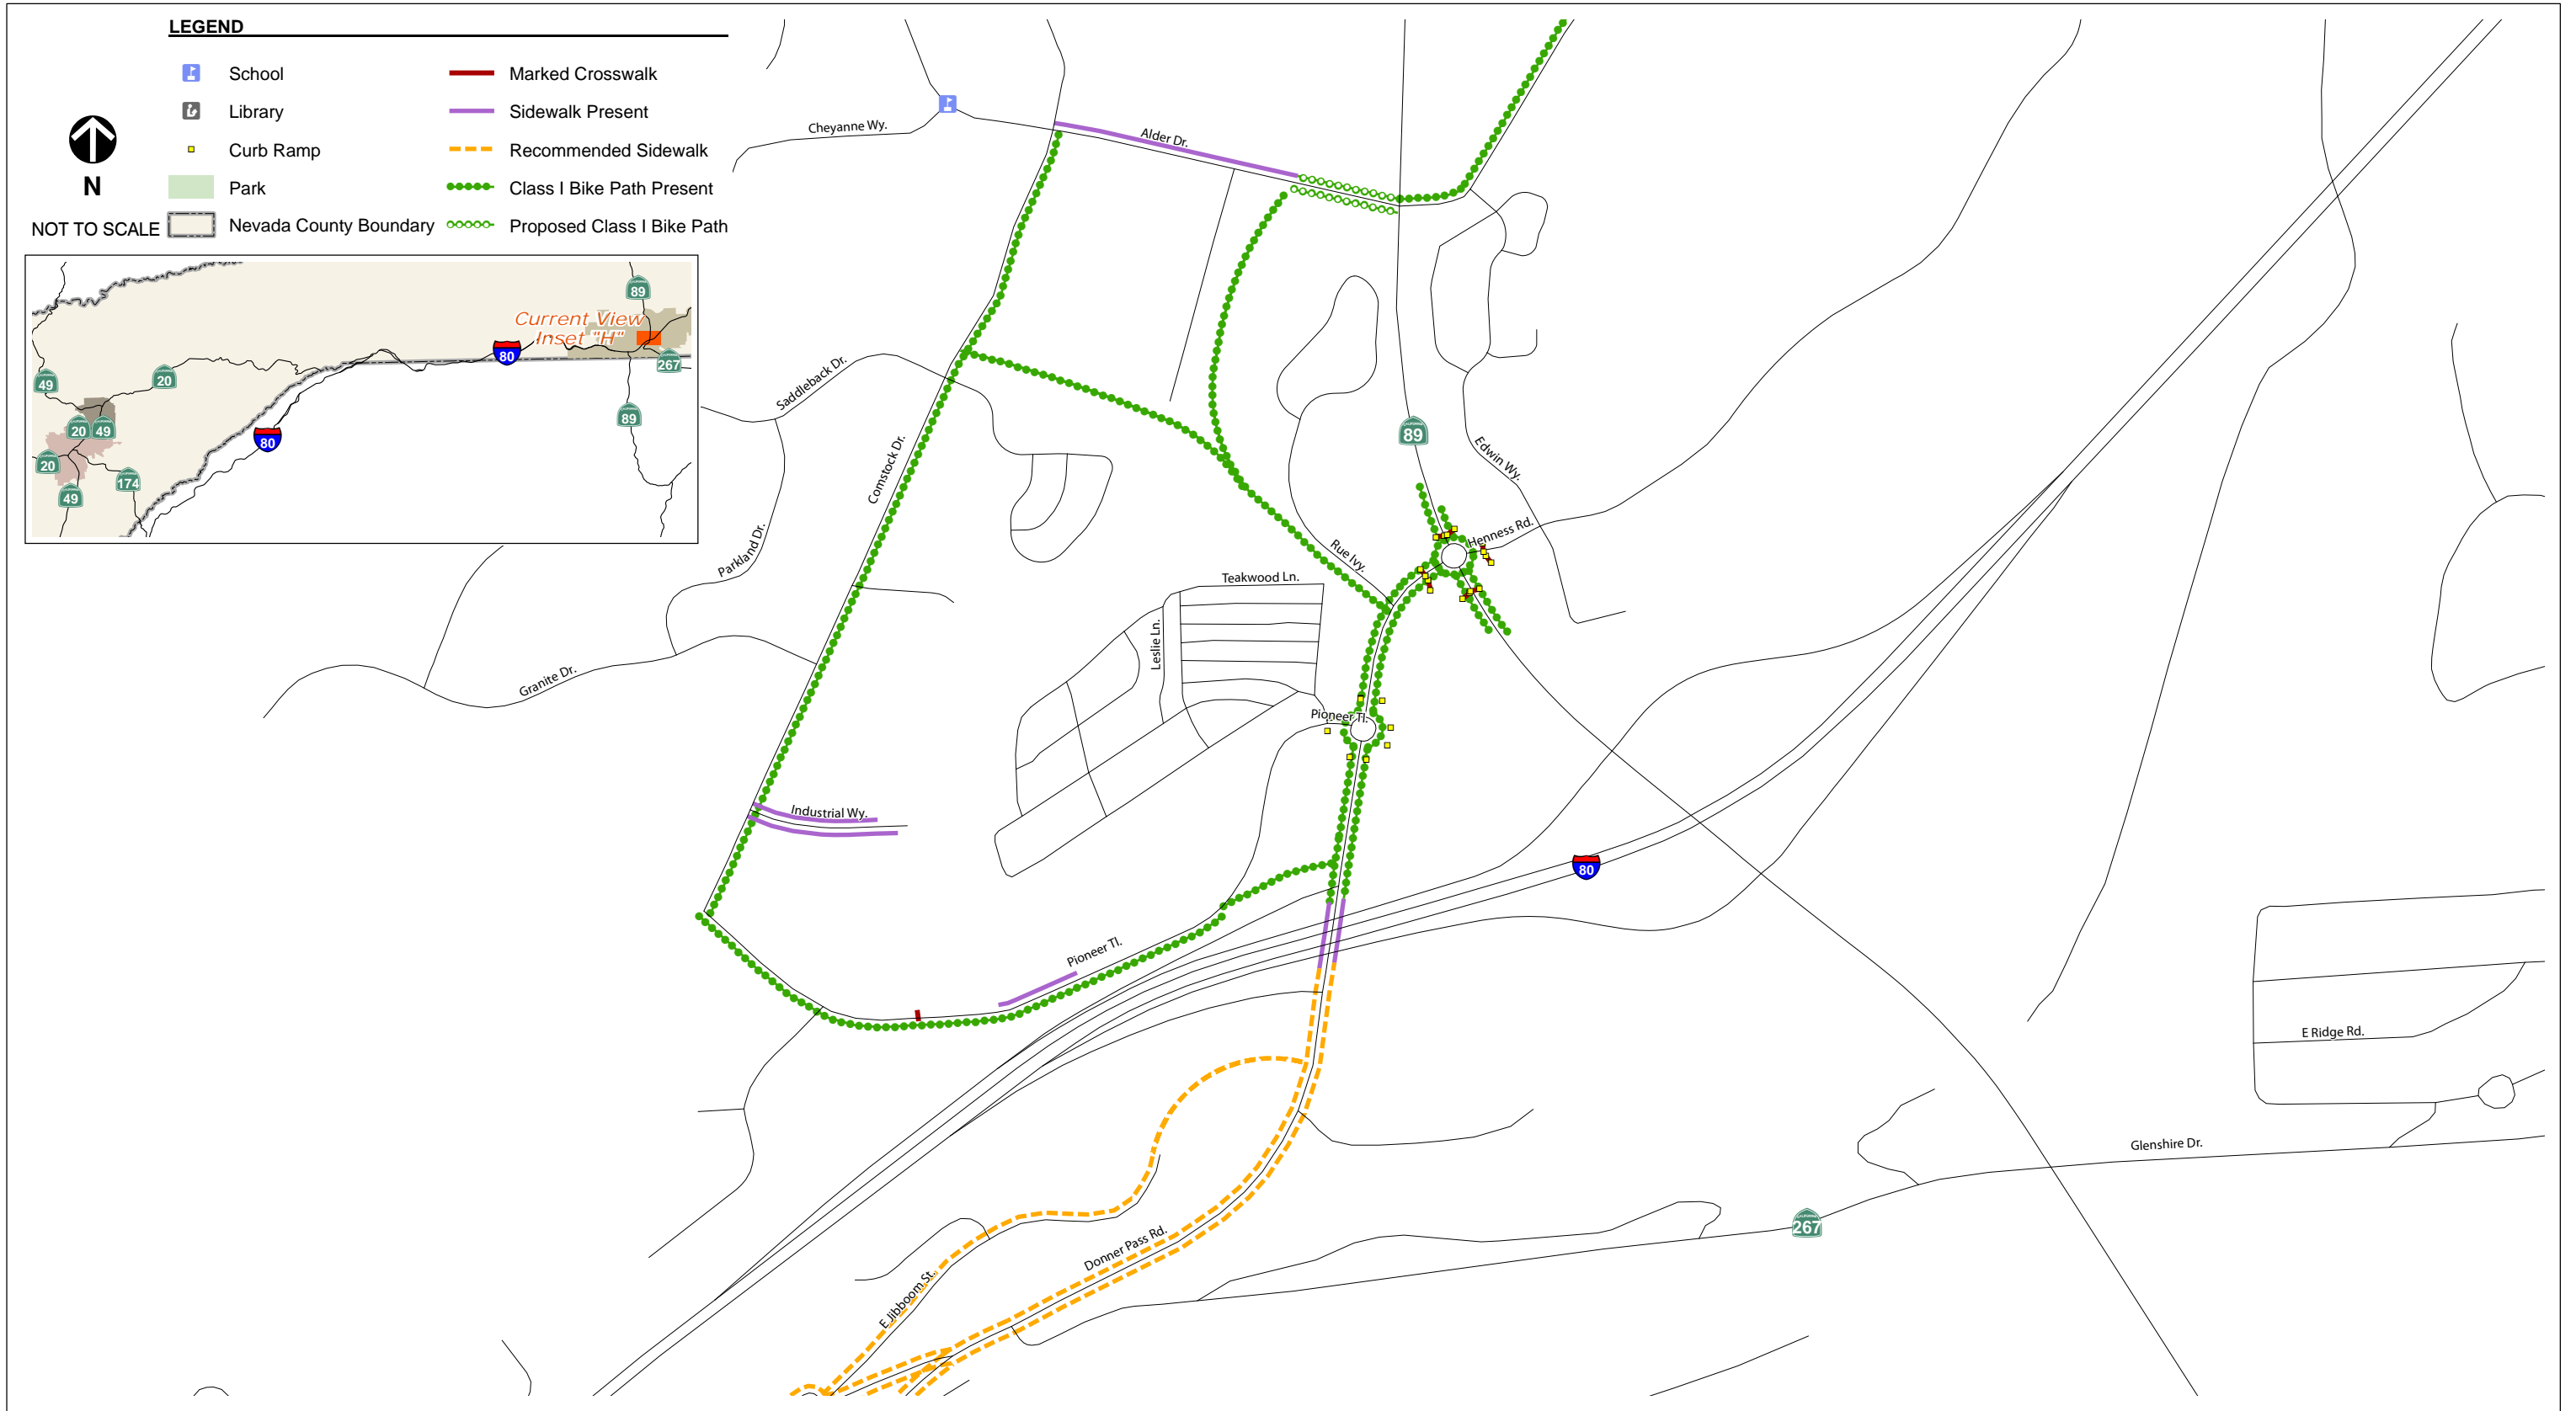 LEGEND
School
Library
Curb Ramp
Park
Nevada County Boundary
Marked Crosswalk
Sidewalk Present
Recommended Sidewalk
Class I Bike Path Present
Proposed Class I Bike Path
N
NOT TO SCALE
Current View
Inset "H"
89
80
267
49
20
20
49
89
80
20
174
49
Cheyanne Wy.
Alder Dr.
Saddleback Dr.
Comstock Dr.
89
Edwin Wy.
Parkland Dr.
Henness Rd.
Rue Ivy.
Teakwood Ln.
Leslie Ln.
Granite Dr.
Pioneer Tl.
Industrial Wy.
80
Pioneer Tl.
E Ridge Rd.
Glenshire Dr.
267
Donner Pass Rd.
E Jibboom St.